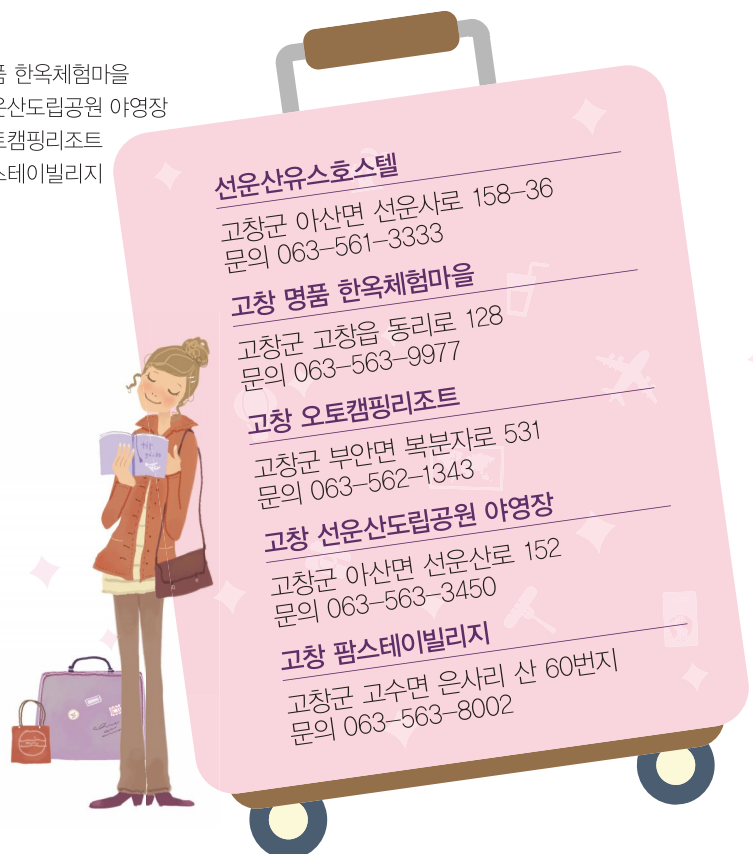 한옥체험마을
산도립공원 야영장
캠핑리조트
테이빌리지
선운산유스호스텔
고창군 아산면 선운사로 158-36
문의 063-561-3333
고창 명품 한옥체험마을
고창군 고창읍 동리로 128
문의 063-563-9977
고창 오토캠핑리조트
고창군 부안면 복분자로 531
문의 063-562-1343
고창 선운산도립공원 야영장
고창군 아산면 선운산로 152
문의 063-563-3450
고창 팜스테이빌리지
고창군 고수면 은사리 산 60번지
문의 063-563-8002